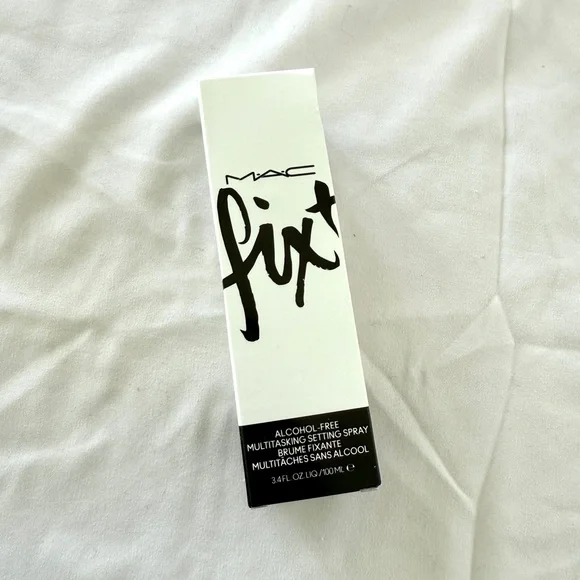 M·A·C
fix+
ALCOHOL-FREE
MULTITASKING SETTING SPRAY
BRUME FIXANTE
MULTITÂCHES SANS ALCOOL
3.4 FL. OZ. LIQ./100 ML ℮